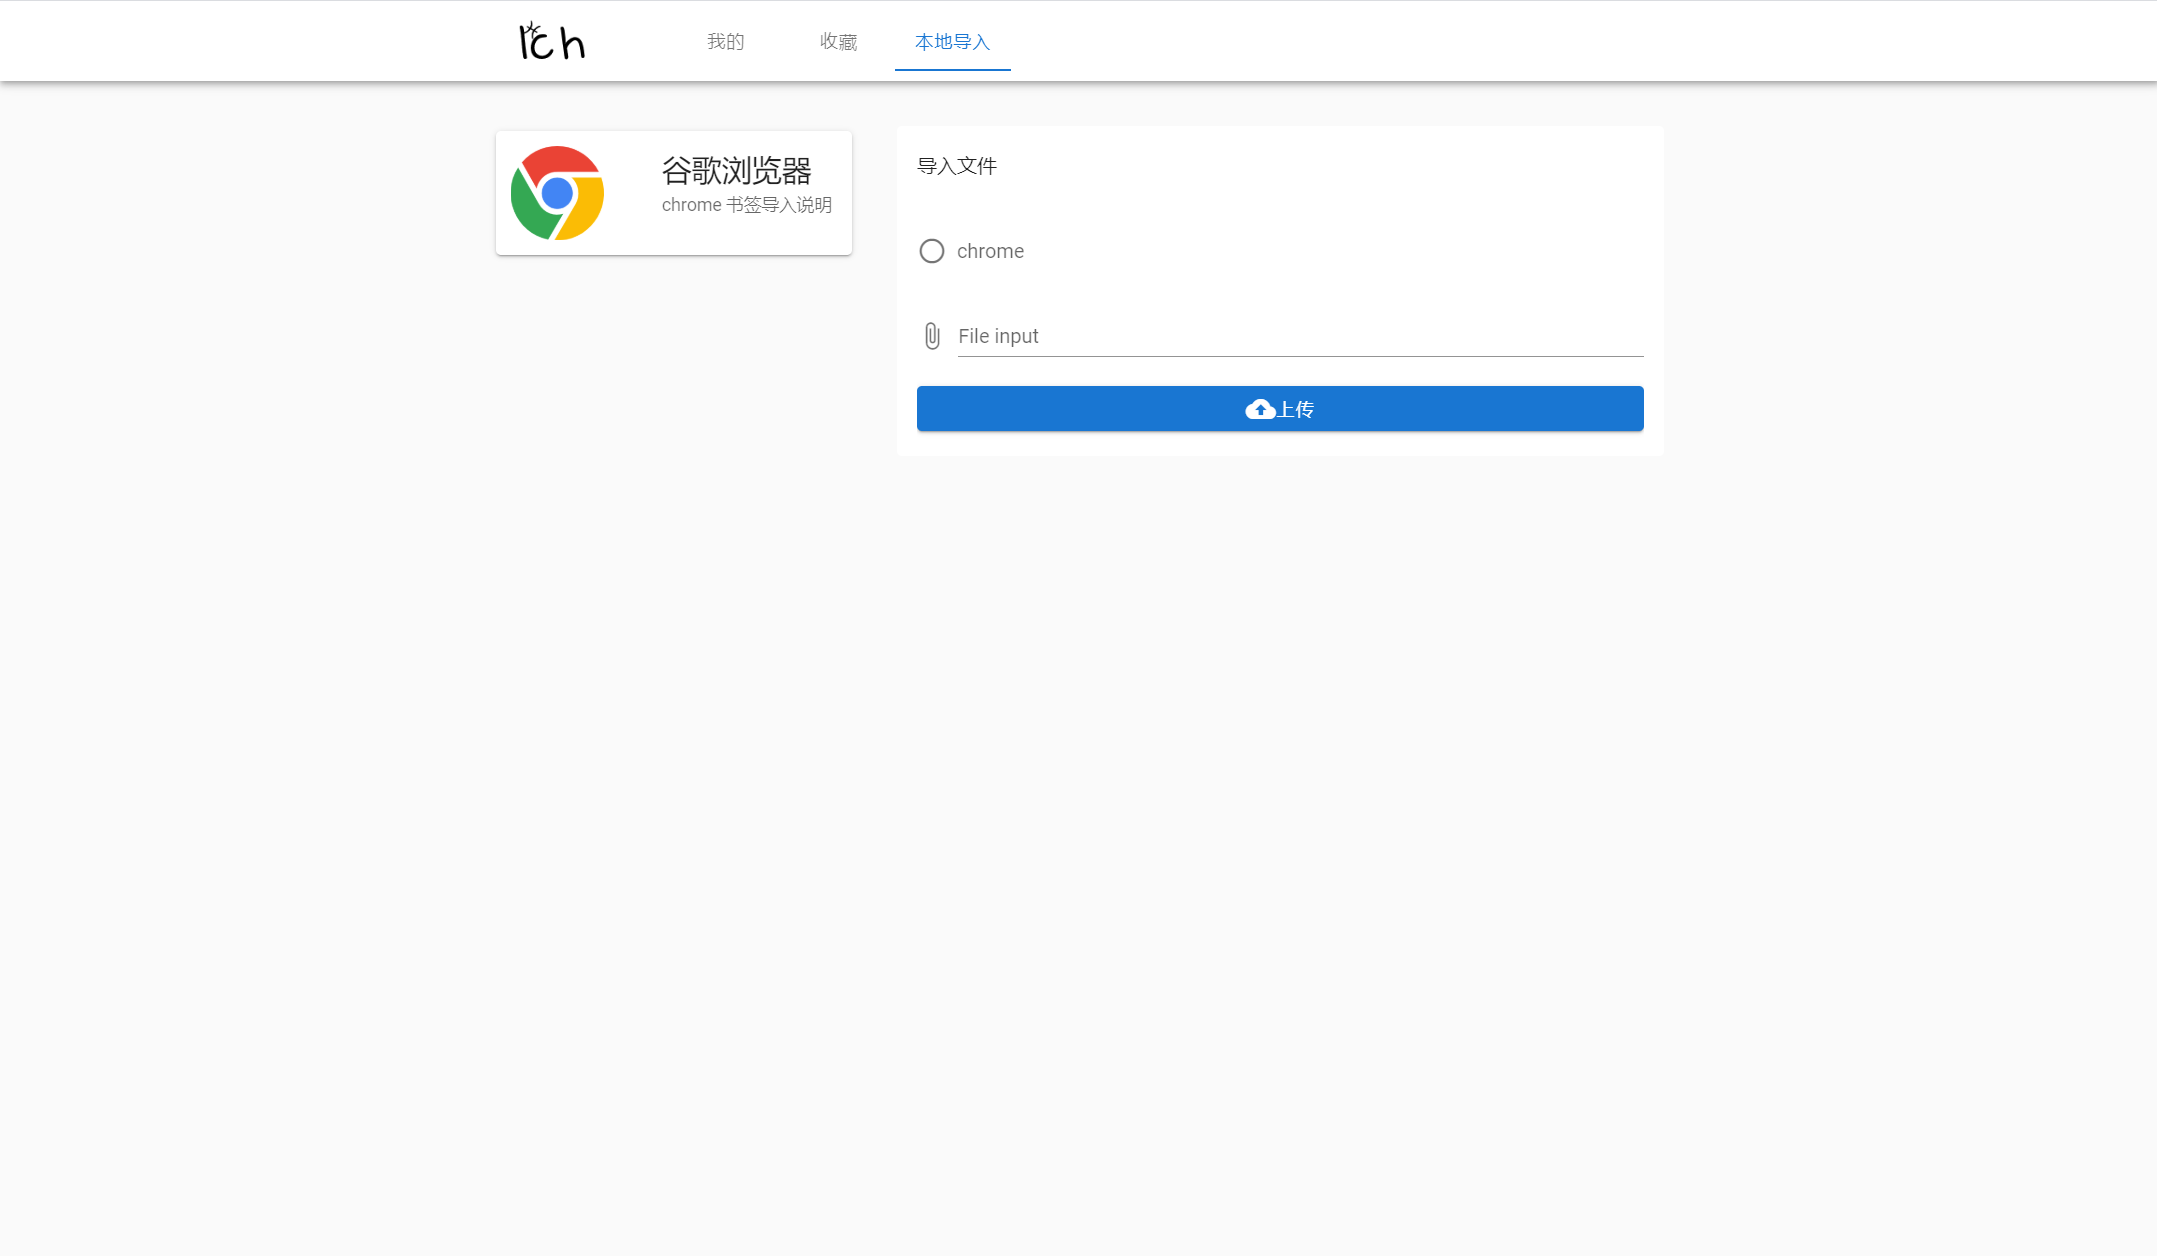 lch
我的
收藏
本地导入
谷歌浏览器
chrome 书签导入说明
导入文件
chrome
File input
上传